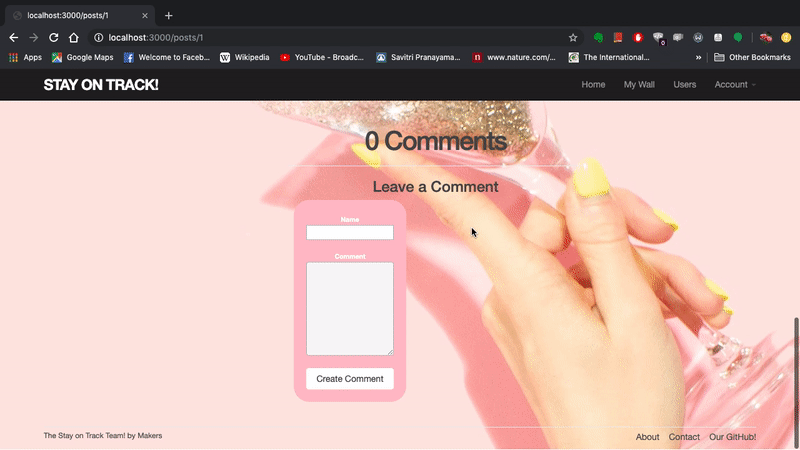 localhost:3000/posts/1
localhost:3000/posts/1
0
Apps Google Maps Welcome to Faceb... Wikipedia YouTube - Broadc... Savitri Pranayama... www.nature.com/... The International... » Other Bookmarks
STAY ON TRACK! Home My Wall Users Account
0 Comments
Leave a Comment
Name
Comment
Create Comment
The Stay on Track Team! by Makers About Contact Our GitHub!